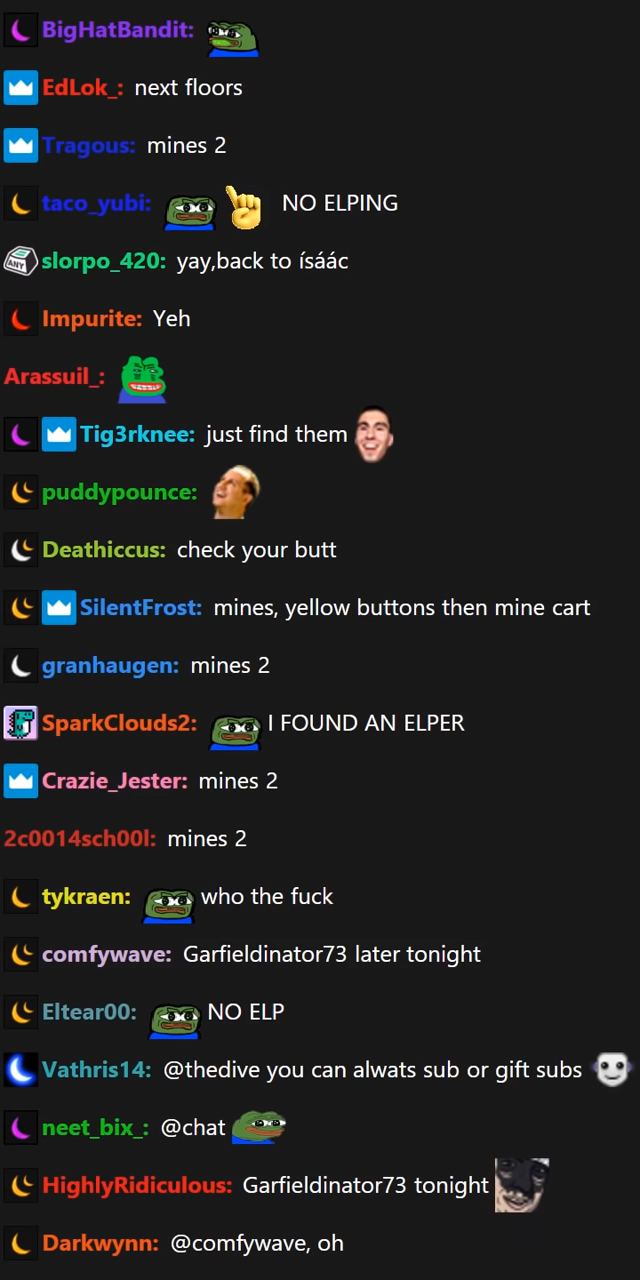 BigHatBandit:
EdLok_: next floors
Tragous: mines 2
taco_yubi: NO ELPING
ANY slorpo_420: yay,back to ísáác
Impurite: Yeh
Arassuil_:
Tig3rknee: just find them
puddypounce:
Deathiccus: check your butt
SilentFrost: mines, yellow buttons then mine cart
granhaugen: mines 2
SparkClouds2: I FOUND AN ELPER
Crazie_Jester: mines 2
2c0014sch00l: mines 2
tykraen: who the fuck
comfywave: Garfieldinator73 later tonight
Eltear00: NO ELP
Vathris14: @thedive you can alwats sub or gift subs
neet_bix_: @chat
HighlyRidiculous: Garfieldinator73 tonight
Darkwynn: @comfywave, oh